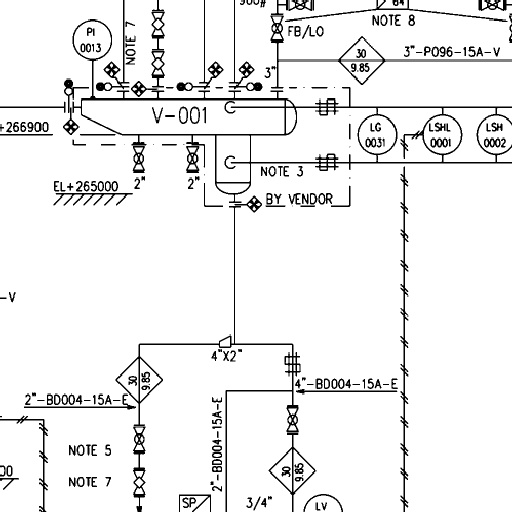 900#
64
NOTE 8
PI
0013
NOTE 7
FB/LO
30
9.85
3"-PO96-15A-V
3"
V-001
+266900
LG
0031
LSHL
0001
LSH
0002
2"
2"
NOTE 3
EL+265000
BY VENDOR
-V
4"X2"
30
9.85
2"-BD004-15A-E
4"-BD004-15A-E
2"-BD004-15A-E
NOTE 5
NOTE 7
00
30
9.85
SP
3/4"